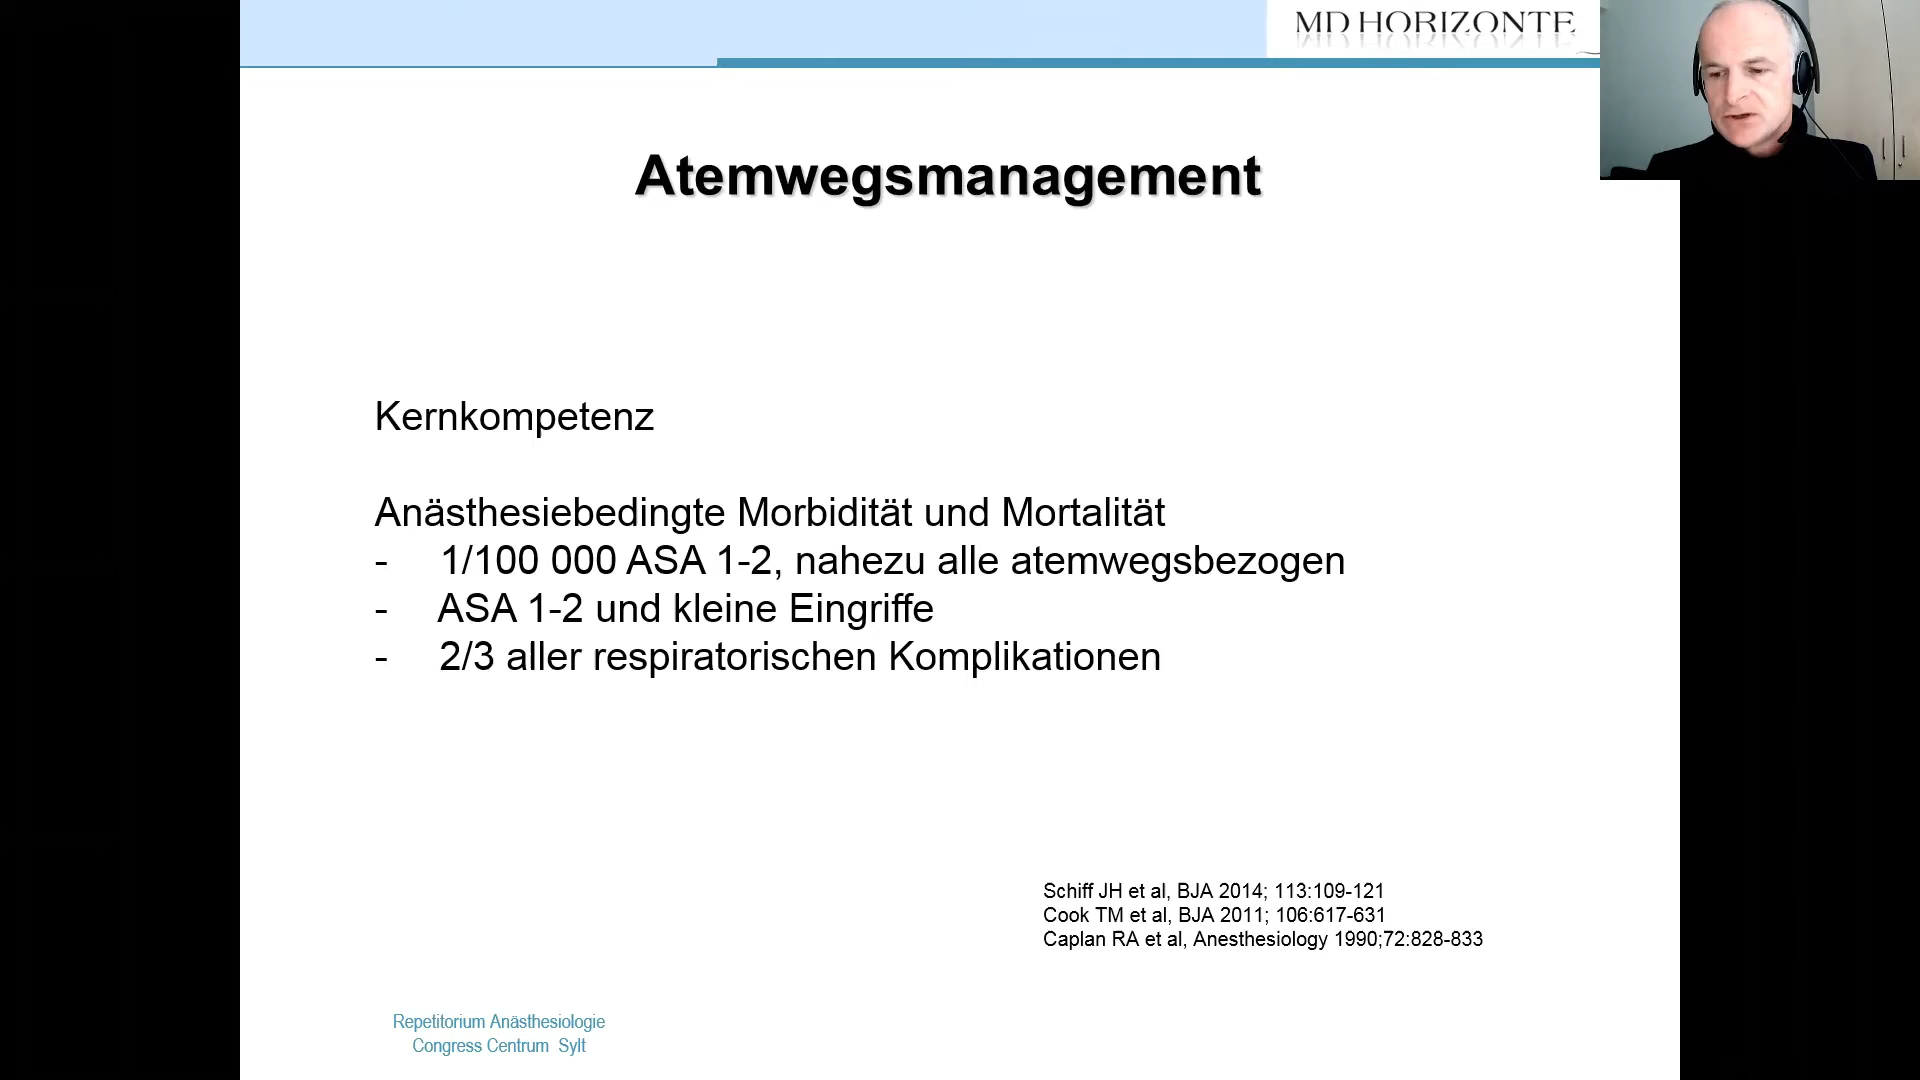 MD HORIZONTE
Atemwegsmanagement
Kernkompetenz
Anästhesiebedingte Morbidität und Mortalität
- 1/100 000 ASA 1-2, nahezu alle atemwegsbezogen
- ASA 1-2 und kleine Eingriffe
- 2/3 aller respiratorischen Komplikationen
Schiff JH et al, BJA 2014; 113:109-121
Cook TM et al, BJA 2011; 106:617-631
Caplan RA et al, Anesthesiology 1990;72:828-833
Repetitorium Anästhesiologie
Congress Centrum Sylt